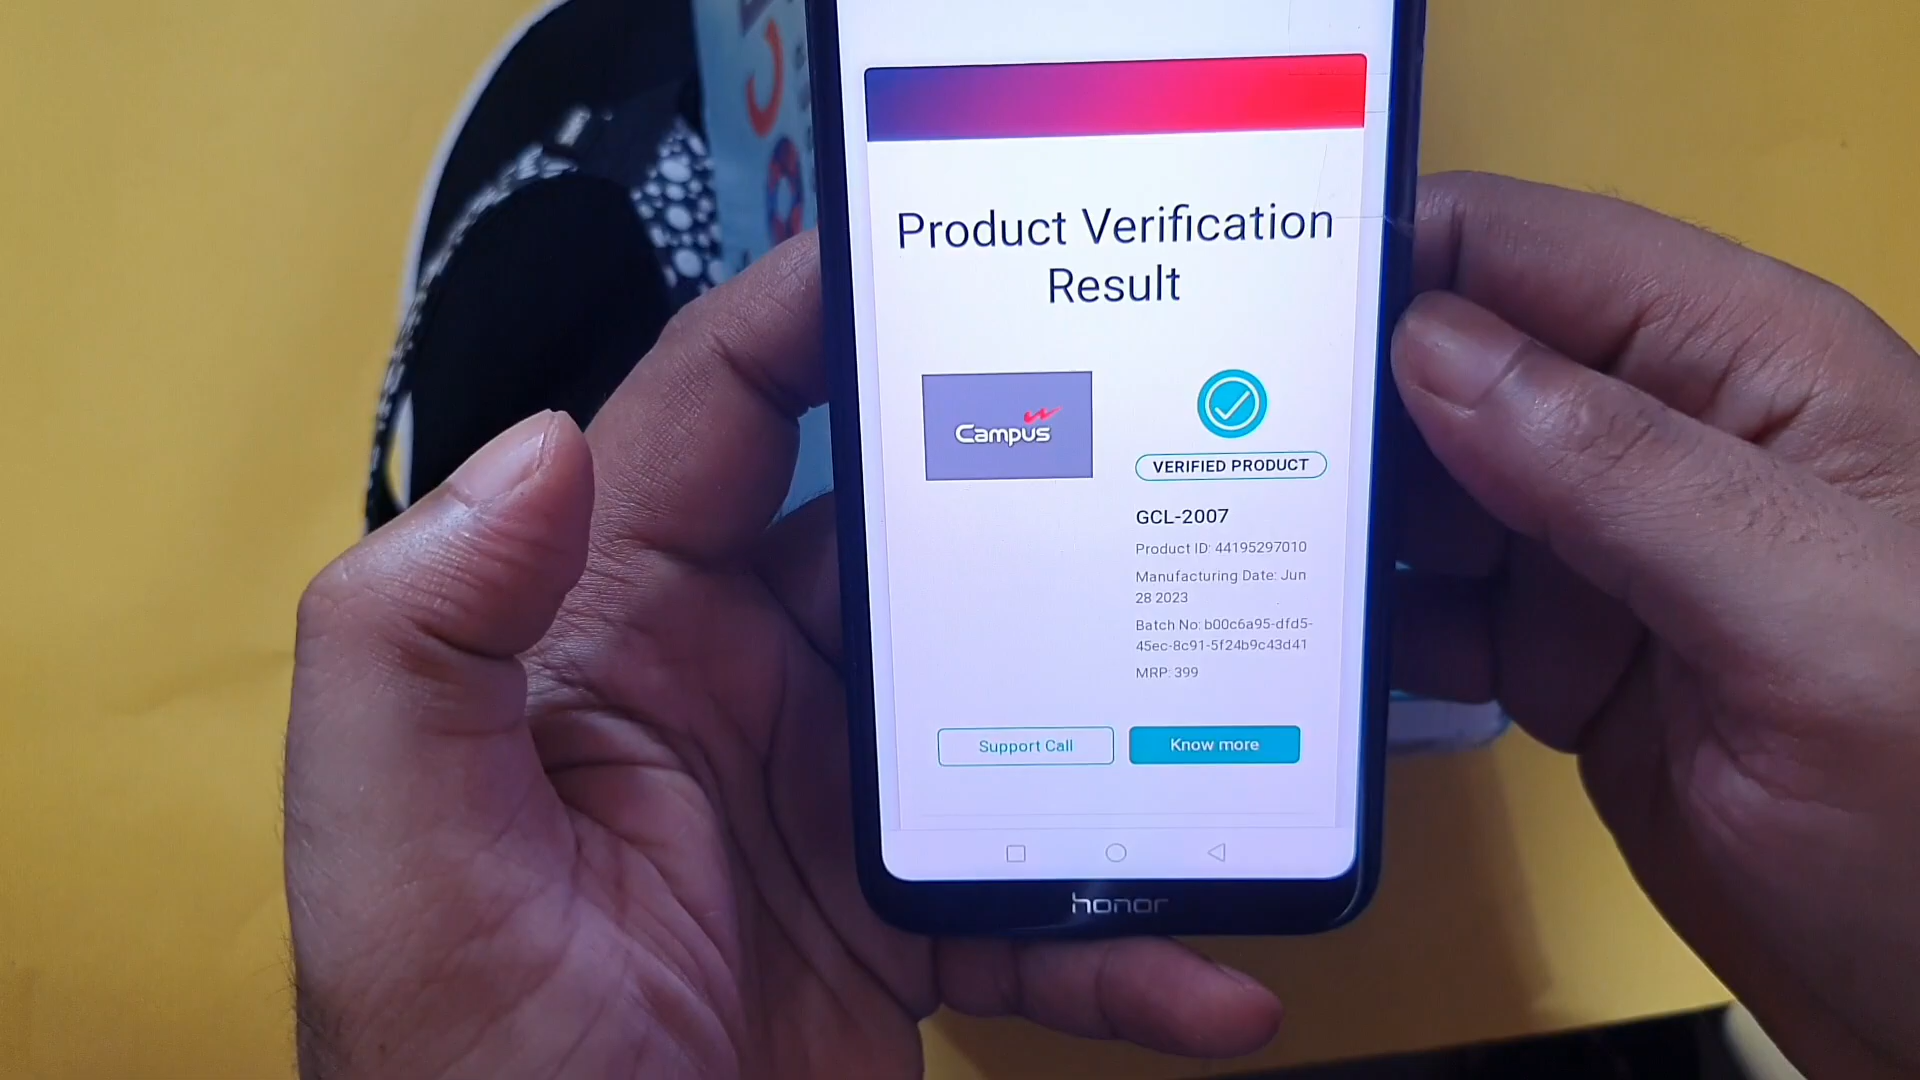 Product Verification
Result
Campus
VERIFIED PRODUCT
GCL-2007
Product ID: 44195297010
Manufacturing Date: Jun
28 2023
Batch No: b00c6a95-dfd5-
45ec-8c91-5f24b9c43d41
MRP: 399
Support Call
Know more
honor